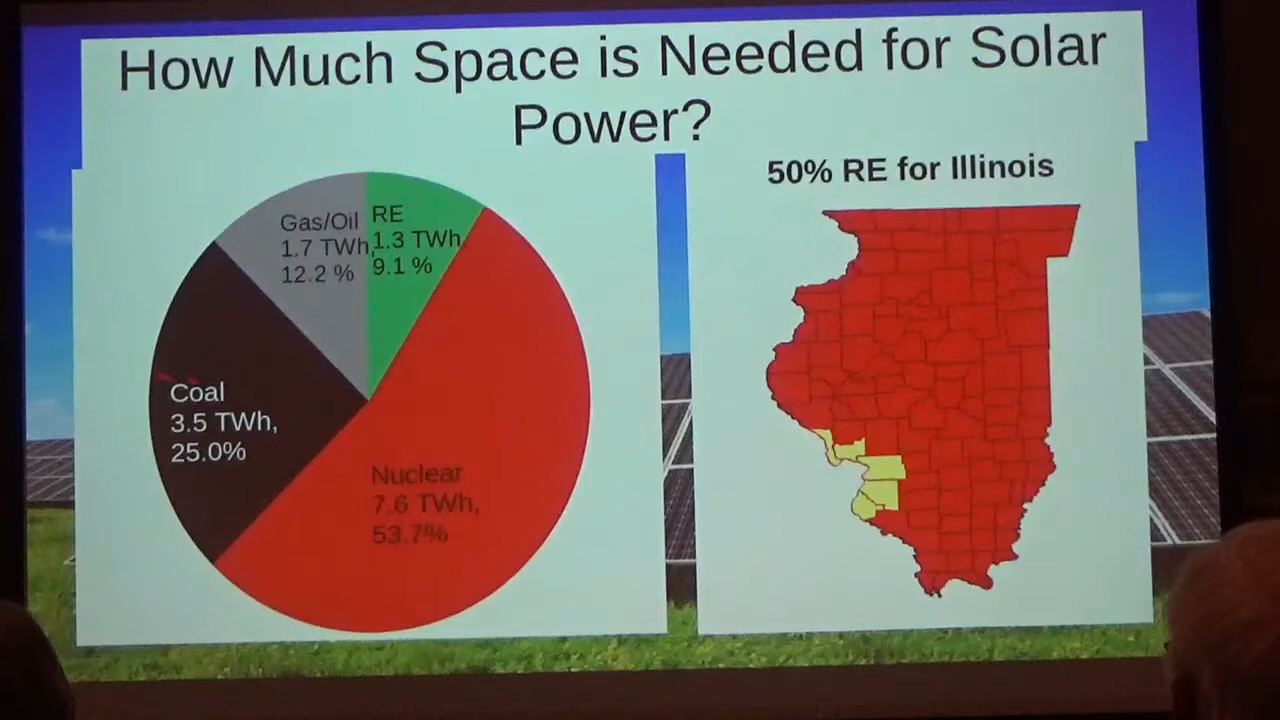 How Much Space is Needed for Solar
Power?
Gas/Oil
1.7 TWh,
12.2 %
RE
1.3 TWh,
9.1 %
Coal
3.5 TWh,
25.0%
Nuclear
7.6 TWh,
53.7%
50% RE for Illinois